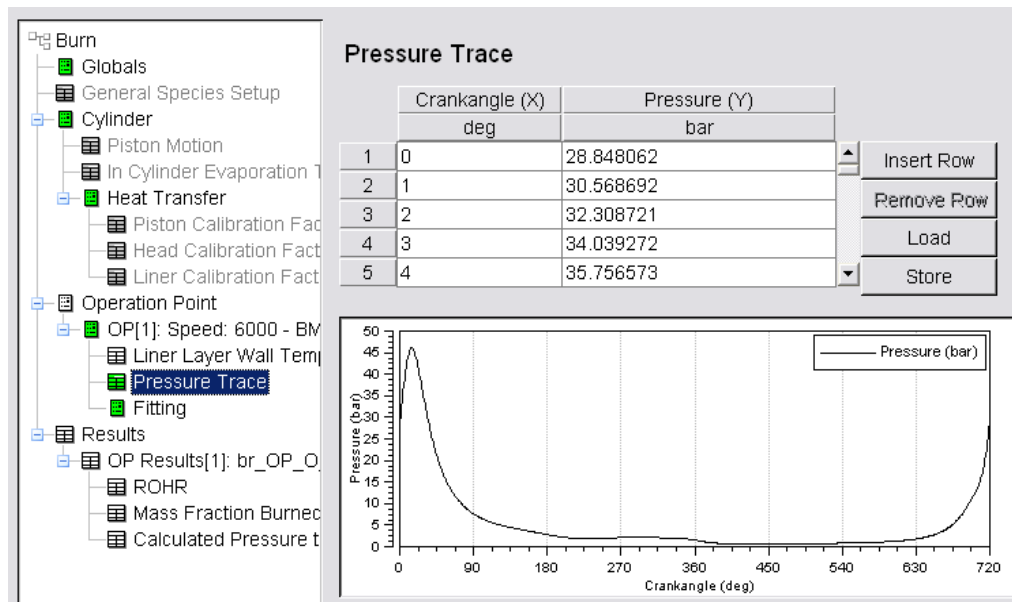 Burn
Globals
General Species Setup
Cylinder
Piston Motion
In Cylinder Evaporation
Heat Transfer
Piston Calibration Fac
Head Calibration Fact
Liner Calibration Fact
Operation Point
OP[1]: Speed: 6000 - BM
Liner Layer Wall Temp
Pressure Trace
Fitting
Results
OP Results[1]: br_OP_O
ROHR
Mass Fraction Burned
Calculated Pressure t
Pressure Trace
Crankangle (X) Pressure (Y)
deg bar
1 0 28.848062
2 1 30.568692
3 2 32.308721
4 3 34.039272
5 4 35.756573
Insert Row
Remove Row
Load
Store
Pressure (bar)
50
45
40
35
30
25
20
15
10
5
0
Pressure (bar)
0 90 180 270 360 450 540 630 720
Crankangle (deg)